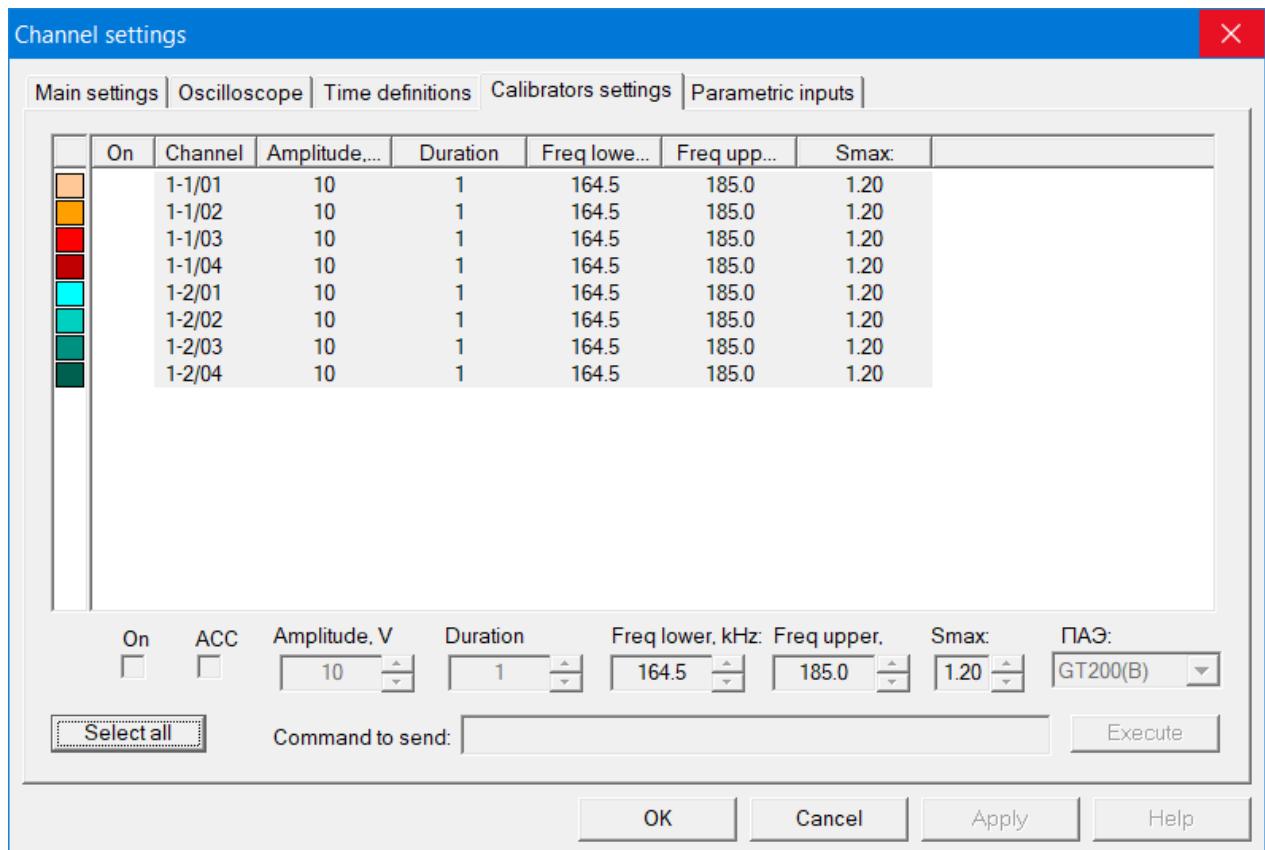 Channel settings
Main settings Oscilloscope Time definitions Calibrators settings Parametric inputs
On Channel Amplitude,... Duration Freq lowe... Freq upp... Smax:
1-1/01 10 1 164.5 185.0 1.20
1-1/02 10 1 164.5 185.0 1.20
1-1/03 10 1 164.5 185.0 1.20
1-1/04 10 1 164.5 185.0 1.20
1-2/01 10 1 164.5 185.0 1.20
1-2/02 10 1 164.5 185.0 1.20
1-2/03 10 1 164.5 185.0 1.20
1-2/04 10 1 164.5 185.0 1.20
On ACC Amplitude, V Duration Freq lower, kHz: Freq upper, Smax: ПАЭ:
10 1 164.5 185.0 1.20 GT200(B)
Select all Command to send: Execute
OK Cancel Apply Help